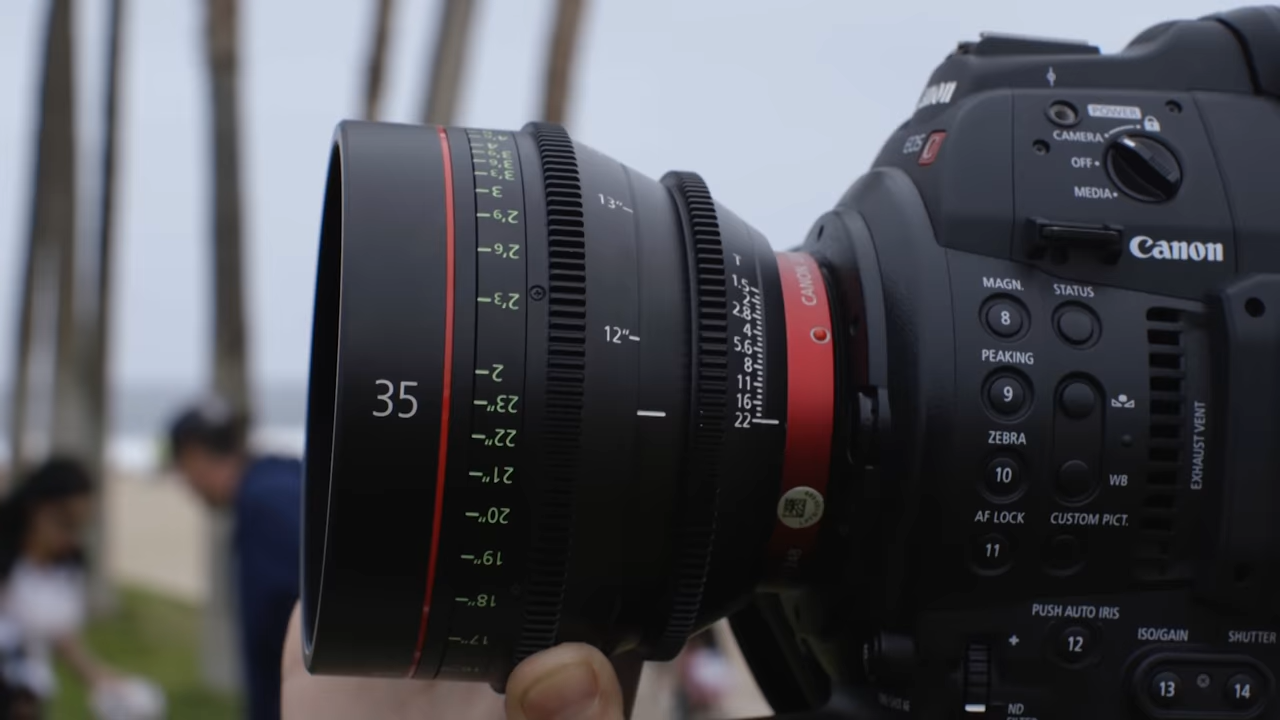 35
3
2'9"
2'6"
2'3"
2
23"
22"
21"
20"
19"
18"
17"
13"
12"
T
1.5
2
2.8
4
5.6
8
11
16
22
CANON
EOS C
POWER
CAMERA
OFF
MEDIA
Canon
MAGN.
8
STATUS
PEAKING
9
ZEBRA
10
WB
AF LOCK
11
CUSTOM PICT.
EXHAUST VENT
PUSH AUTO IRIS
12
+
ND
ISO/GAIN
13
SHUTTER
14